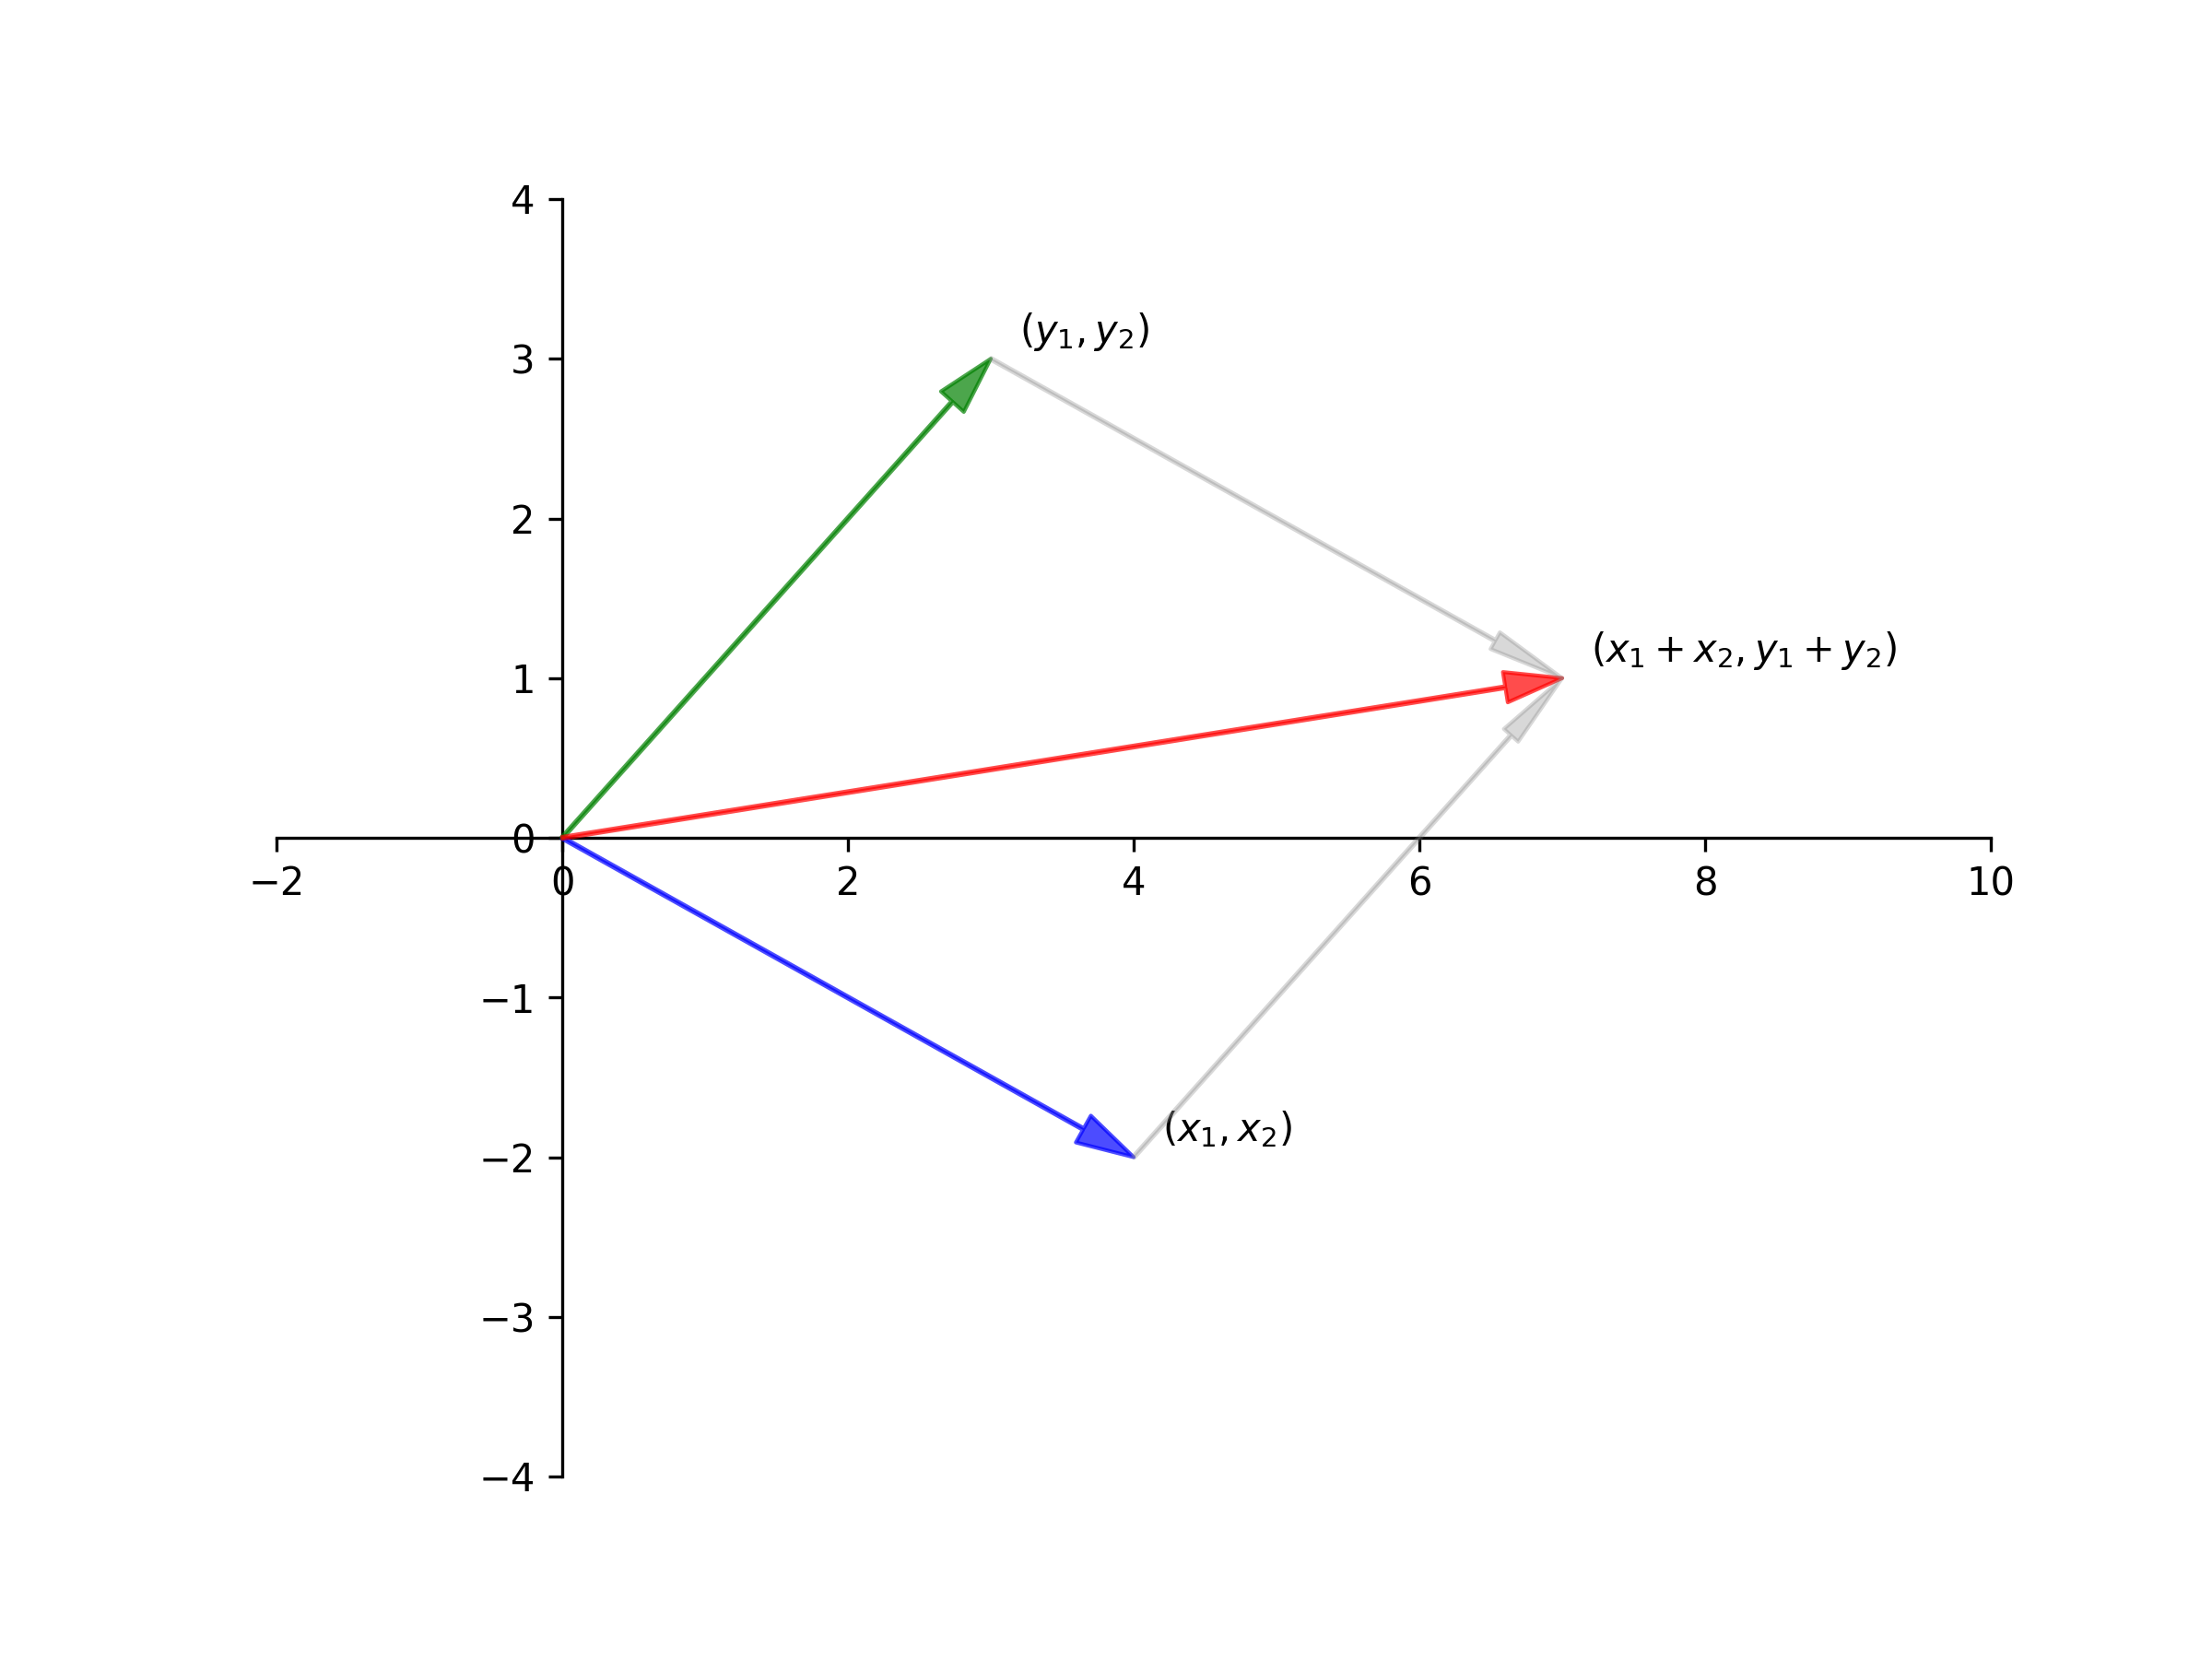 4
(y₁, y₂)
3
2
(x₁ + x₂, y₁ + y₂)
1
0
−2 0 2 4 6 8 10
−1
(x₁, x₂)
−2
−3
−4